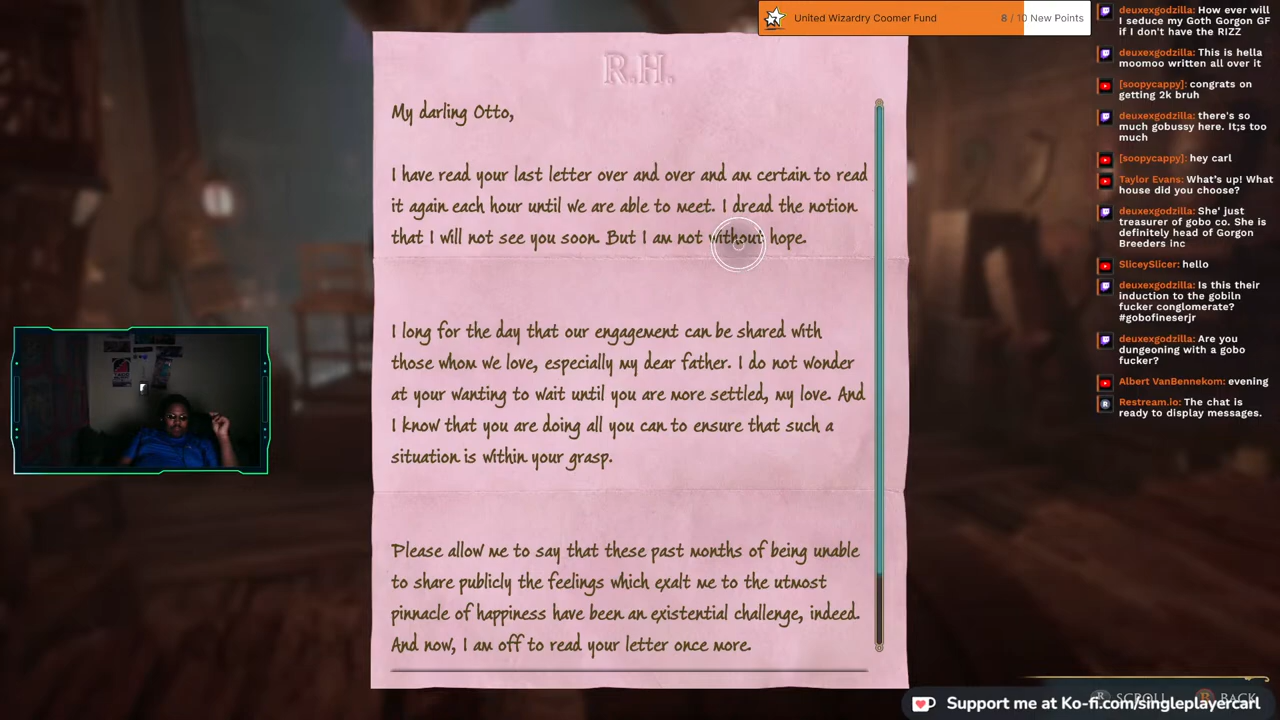 United Wizardry Coomer Fund
8 / 10 New Points
R.H.
My darling Otto,
I have read your last letter over and over and am certain to read
it again each hour until we are able to meet. I dread the notion
that I will not see you soon. But I am not without hope.
I long for the day that our engagement can be shared with
those whom we love, especially my dear father. I do not wonder
at your wanting to wait until you are more settled, my love. And
I know that you are doing all you can to ensure that such a
situation is within your grasp.
Please allow me to say that these past months of being unable
to share publicly the feelings which exalt me to the utmost
pinnacle of happiness have been an existential challenge, indeed.
And now, I am off to read your letter once more.
deuxexgodzilla: How ever will
I seduce my Goth Gorgon GF
if I don't have the RIZZ
deuxexgodzilla: This is hella
moomoo written all over it
[soopycappy]: congrats on
getting 2k bruh
deuxexgodzilla: there's so
much gobussy here. It;s too
much
[soopycappy]: hey carl
Taylor Evans: What's up! What
house did you choose?
deuxexgodzilla: She' just
treasurer of gobo co. She is
definitely head of Gorgon
Breeders inc
SliceySlicer: hello
deuxexgodzilla: Is this their
induction to the gobiln
fucker conglomerate?
#gobofineserjr
deuxexgodzilla: Are you
dungeoning with a gobo
fucker?
Albert VanBennekom: evening
Restream.io: The chat is
ready to display messages.
R SCROLL B BACK
Support me at Ko-fi.com/singleplayercarl